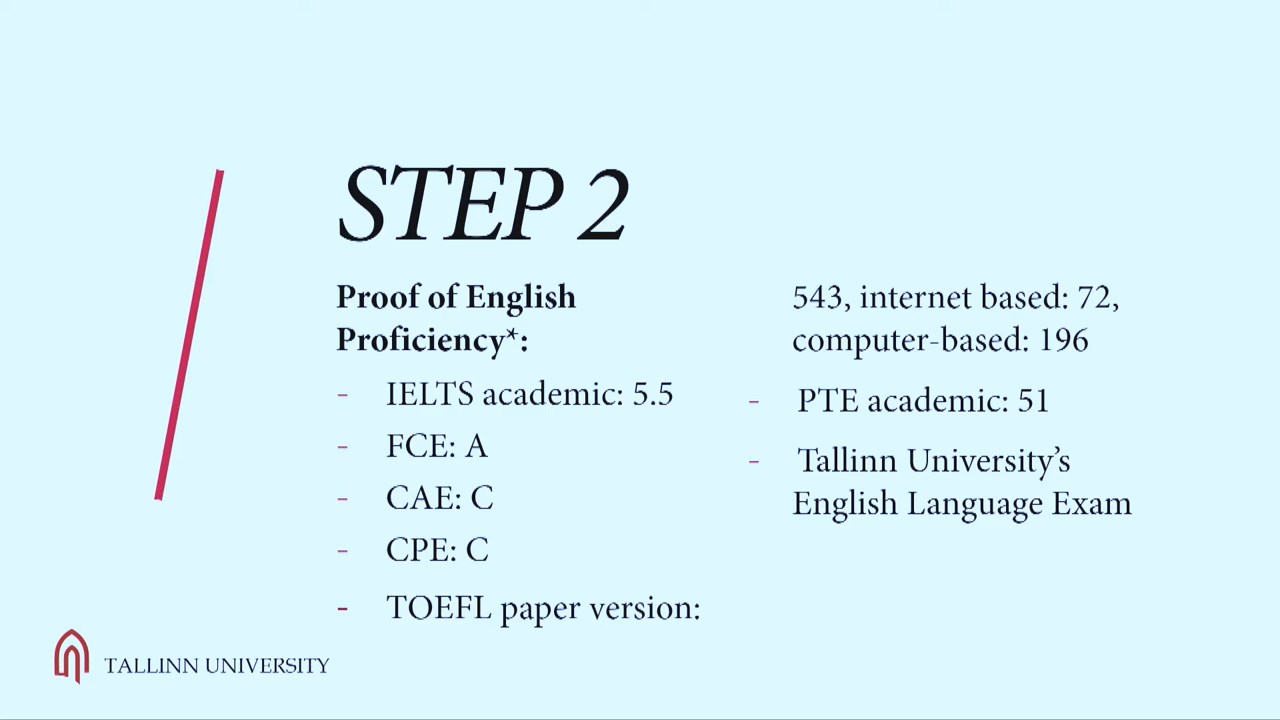 STEP 2
Proof of English
Proficiency*:
- IELTS academic: 5.5
- FCE: A
- CAE: C
- CPE: C
- TOEFL paper version:
543, internet based: 72,
computer-based: 196
- PTE academic: 51
- Tallinn University’s
English Language Exam
TALLINN UNIVERSITY